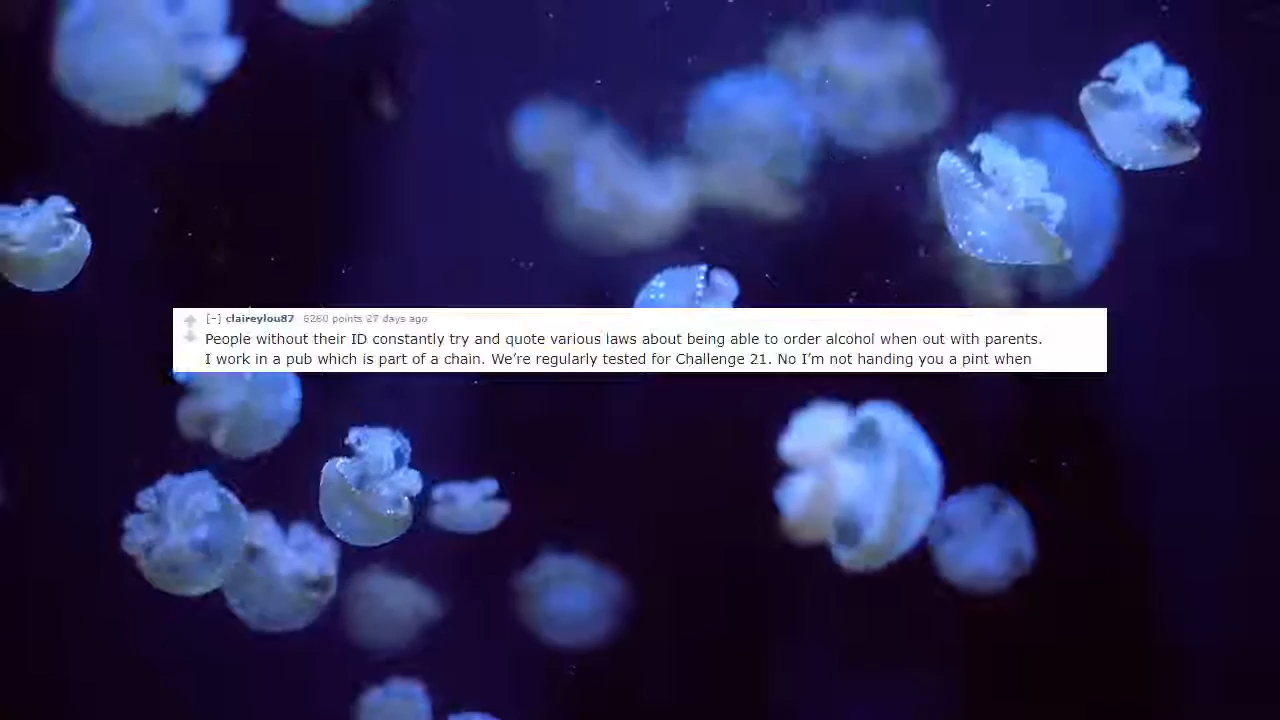 [–] claireylou87 6260 points 27 days ago
People without their ID constantly try and quote various laws about being able to order alcohol when out with parents.
I work in a pub which is part of a chain. We’re regularly tested for Challenge 21. No I’m not handing you a pint when